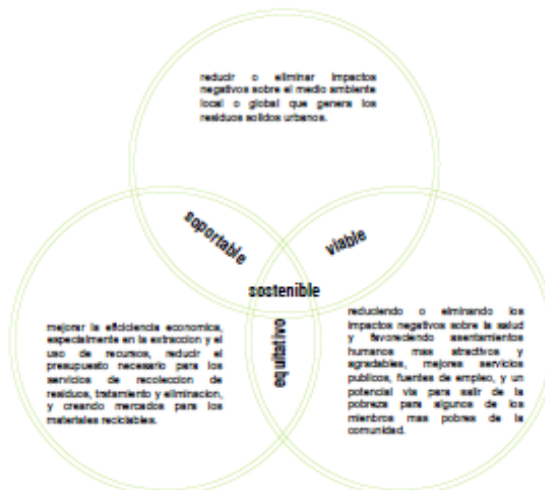 reducir o eliminar impactos
negativos sobre el medio ambiente
local o global que genera los
residuos solidos urbanos.
soportable
viable
sostenible
equitativo
mejorar la eficiciencia economica,
especialmente en la extraccion y el
uso de recursos, reducir el
presupuesto necesario para los
servicios de recoleccion de
residuos, tratamiento y eliminacion,
y creando mercados para los
materiales reciclables.
reduciendo o eliminando los
impactos negativos sobre la salud
y favoreciendo asentamientos
humanos mas atractivos y
agradables, mejores servicios
publicos, fuentes de empleo, y un
potencial via para salir de la
pobreza para algunos de los
mienbros mas pobres de la
comunidad.